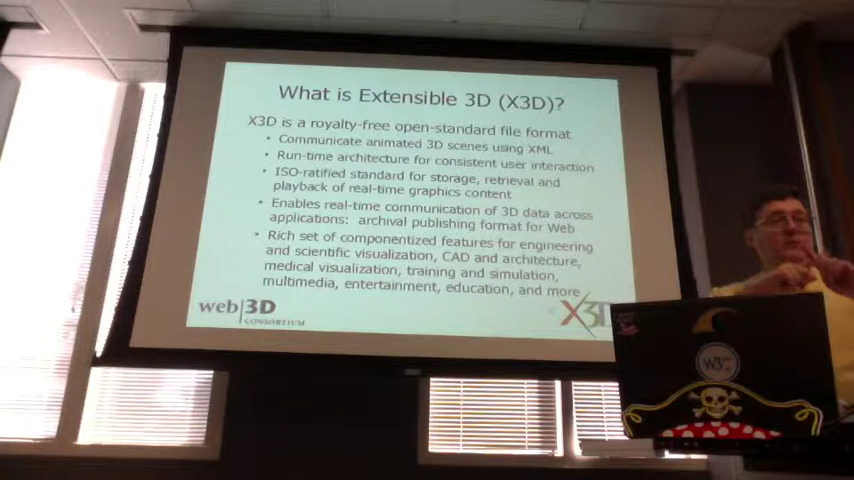 What is Extensible 3D (X3D)?
X3D is a royalty-free open-standard file format
• Communicate animated 3D scenes using XML
• Run-time architecture for consistent user interaction
• ISO-ratified standard for storage, retrieval and
playback of real-time graphics content
• Enables real-time communication of 3D data across
applications: archival publishing format for Web
• Rich set of componentized features for engineering
and scientific visualization, CAD and architecture,
medical visualization, training and simulation,
multimedia, entertainment, education, and more
web|3D
CONSORTIUM
X3D
W3C